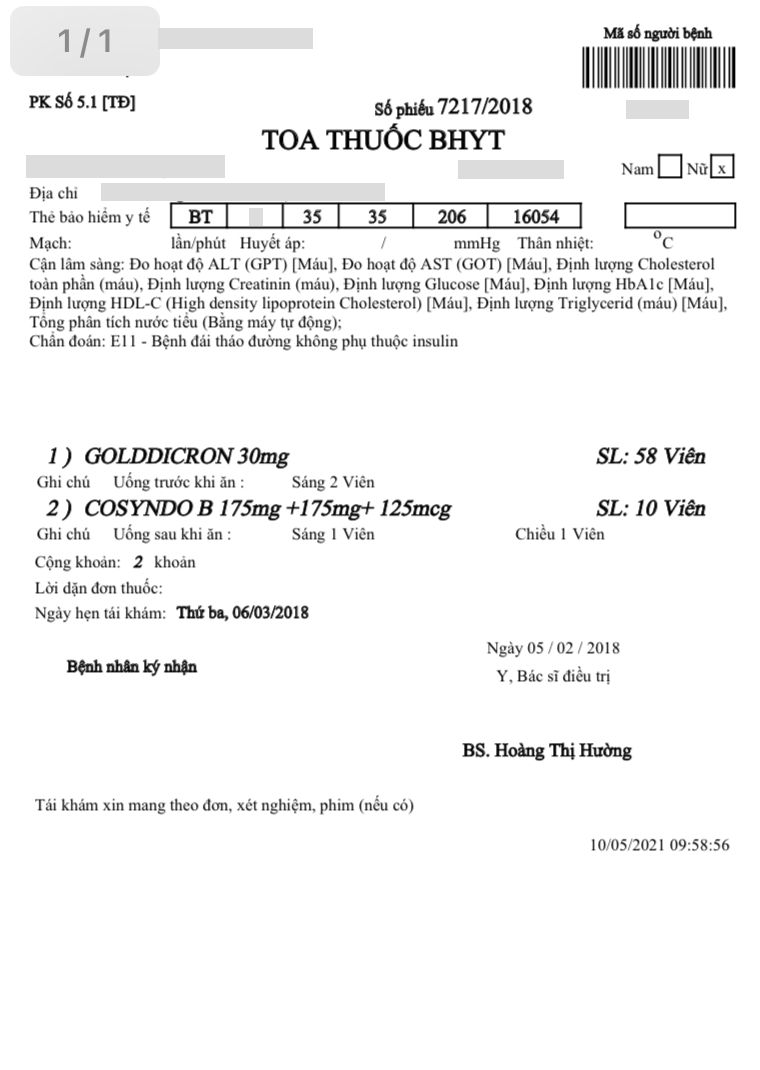 1/1
Mã số người bệnh
PK Số 5.1 [TĐ]
Số phiếu 7217/2018
TOA THUỐC BHYT
Nam Nữ x
Địa chỉ
Thẻ bảo hiểm y tế BT 35 35 206 16054
Mạch: lần/phút Huyết áp: / mmHg Thân nhiệt: °C
Cận lâm sàng: Đo hoạt độ ALT (GPT) [Máu], Đo hoạt độ AST (GOT) [Máu], Định lượng Cholesterol
toàn phần (máu), Định lượng Creatinin (máu), Định lượng Glucose [Máu], Định lượng HbA1c [Máu],
Định lượng HDL-C (High density lipoprotein Cholesterol) [Máu], Định lượng Triglycerid (máu) [Máu],
Tổng phân tích nước tiểu (Bằng máy tự động);
Chẩn đoán: E11 - Bệnh đái tháo đường không phụ thuộc insulin
1 ) GOLDDICRON 30mg SL: 58 Viên
Ghi chú Uống trước khi ăn : Sáng 2 Viên
2 ) COSYNDO B 175mg +175mg+ 125mcg SL: 10 Viên
Ghi chú Uống sau khi ăn : Sáng 1 Viên Chiều 1 Viên
Cộng khoản: 2 khoản
Lời dặn đơn thuốc:
Ngày hẹn tái khám: Thứ ba, 06/03/2018
Ngày 05 / 02 / 2018
Bệnh nhân ký nhận
Y, Bác sĩ điều trị
BS. Hoàng Thị Hường
Tái khám xin mang theo đơn, xét nghiệm, phim (nếu có)
10/05/2021 09:58:56